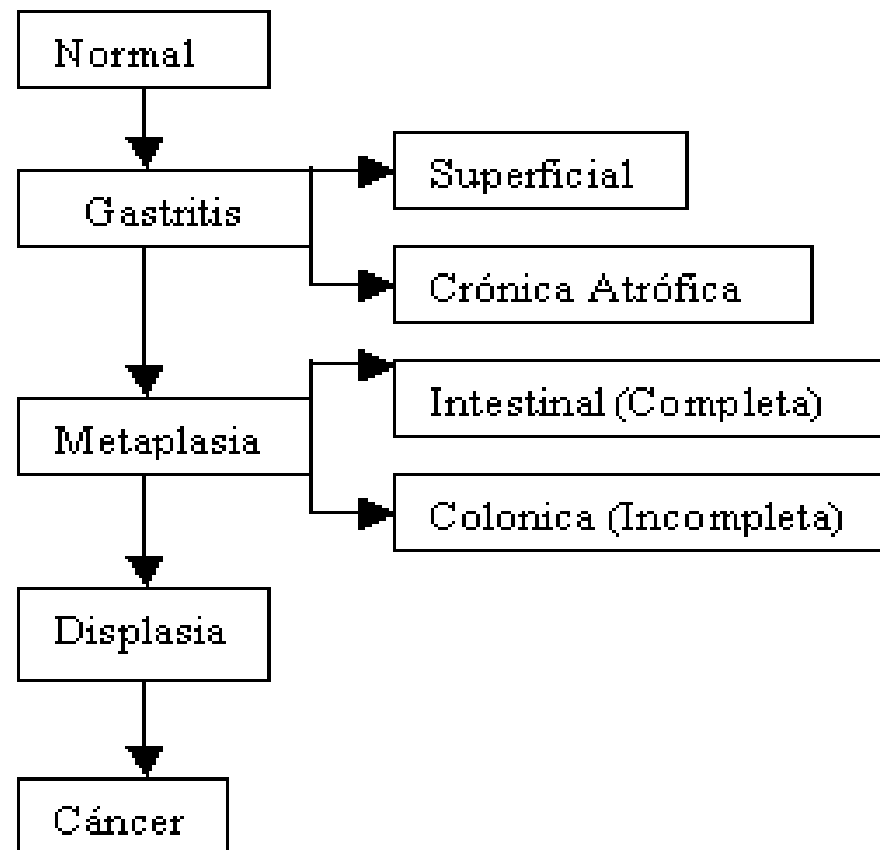 Normal
Gastritis
Superficial
Crónica Atrófica
Metaplasia
Intestinal (Completa)
Colonica (Incompleta)
Displasia
Cáncer